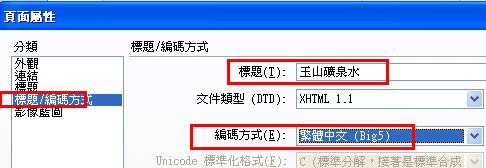 頁面屬性
分類
外觀
連結
標題
標題/編碼方式
影像藍圖
標題/編碼方式
標題(T): 玉山礦泉水
文件類型 (DTD): XHTML 1.1
編碼方式(E): 繁體中文 (Big5)
Unicode 標準化格式(F): C (標準分解，接著是標準合成